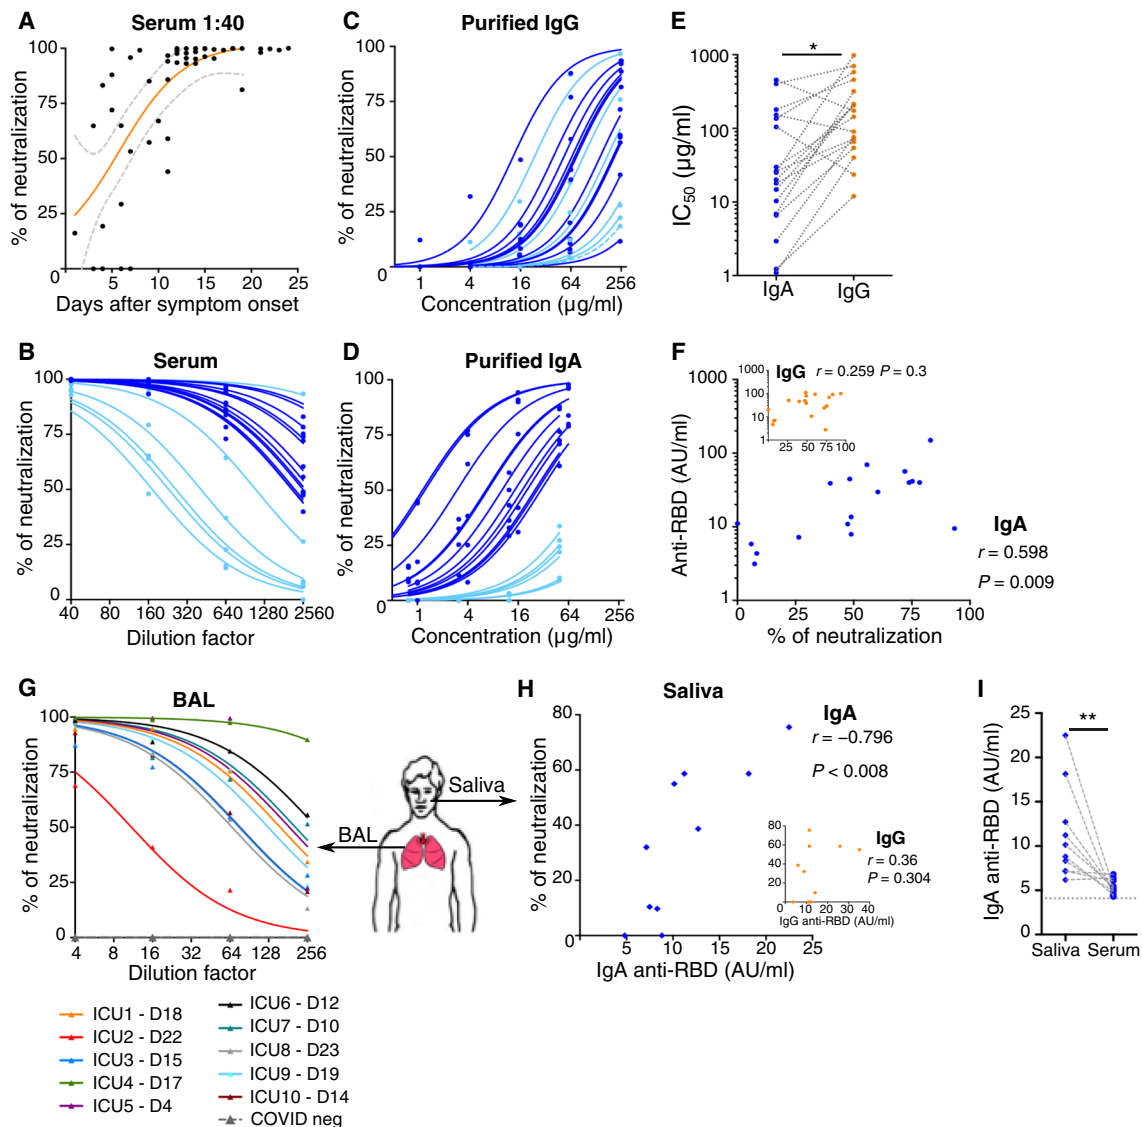 A
Serum 1:40
% of neutralization
100
75
50
25
0
5
10
15
20
25
Days after symptom onset
C
Purified IgG
% of neutralization
100
75
50
25
0
1
4
16
64
256
Concentration (µg/ml)
E
*
IC50 (µg/ml)
1000
100
10
1
IgA
IgG
B
Serum
% of neutralization
100
75
50
25
0
40
80
160
320
640
1280
2560
Dilution factor
D
Purified IgA
% of neutralization
100
75
50
25
0
1
4
16
64
256
Concentration (µg/ml)
F
Anti-RBD (AU/ml)
1000
100
10
1
0
25
50
75
100
% of neutralization
IgG
r = 0.259 P = 0.3
1000
100
10
1
25
50
75
100
IgA
r = 0.598
P = 0.009
G
BAL
% of neutralization
100
75
50
25
0
4
8
16
32
64
128
256
Dilution factor
Saliva
BAL
ICU1 - D18
ICU2 - D22
ICU3 - D15
ICU4 - D17
ICU5 - D4
ICU6 - D12
ICU7 - D10
ICU8 - D23
ICU9 - D19
ICU10 - D14
COVID neg
H
Saliva
% of neutralization
80
60
40
20
0
5
10
15
20
25
IgA anti-RBD (AU/ml)
IgA
r = −0.796
P < 0.008
80
60
40
20
0
0
10
20
30
40
IgG anti-RBD (AU/ml)
IgG
r = 0.36
P = 0.304
I
**
IgA anti-RBD (AU/ml)
25
20
15
10
5
0
Saliva
Serum